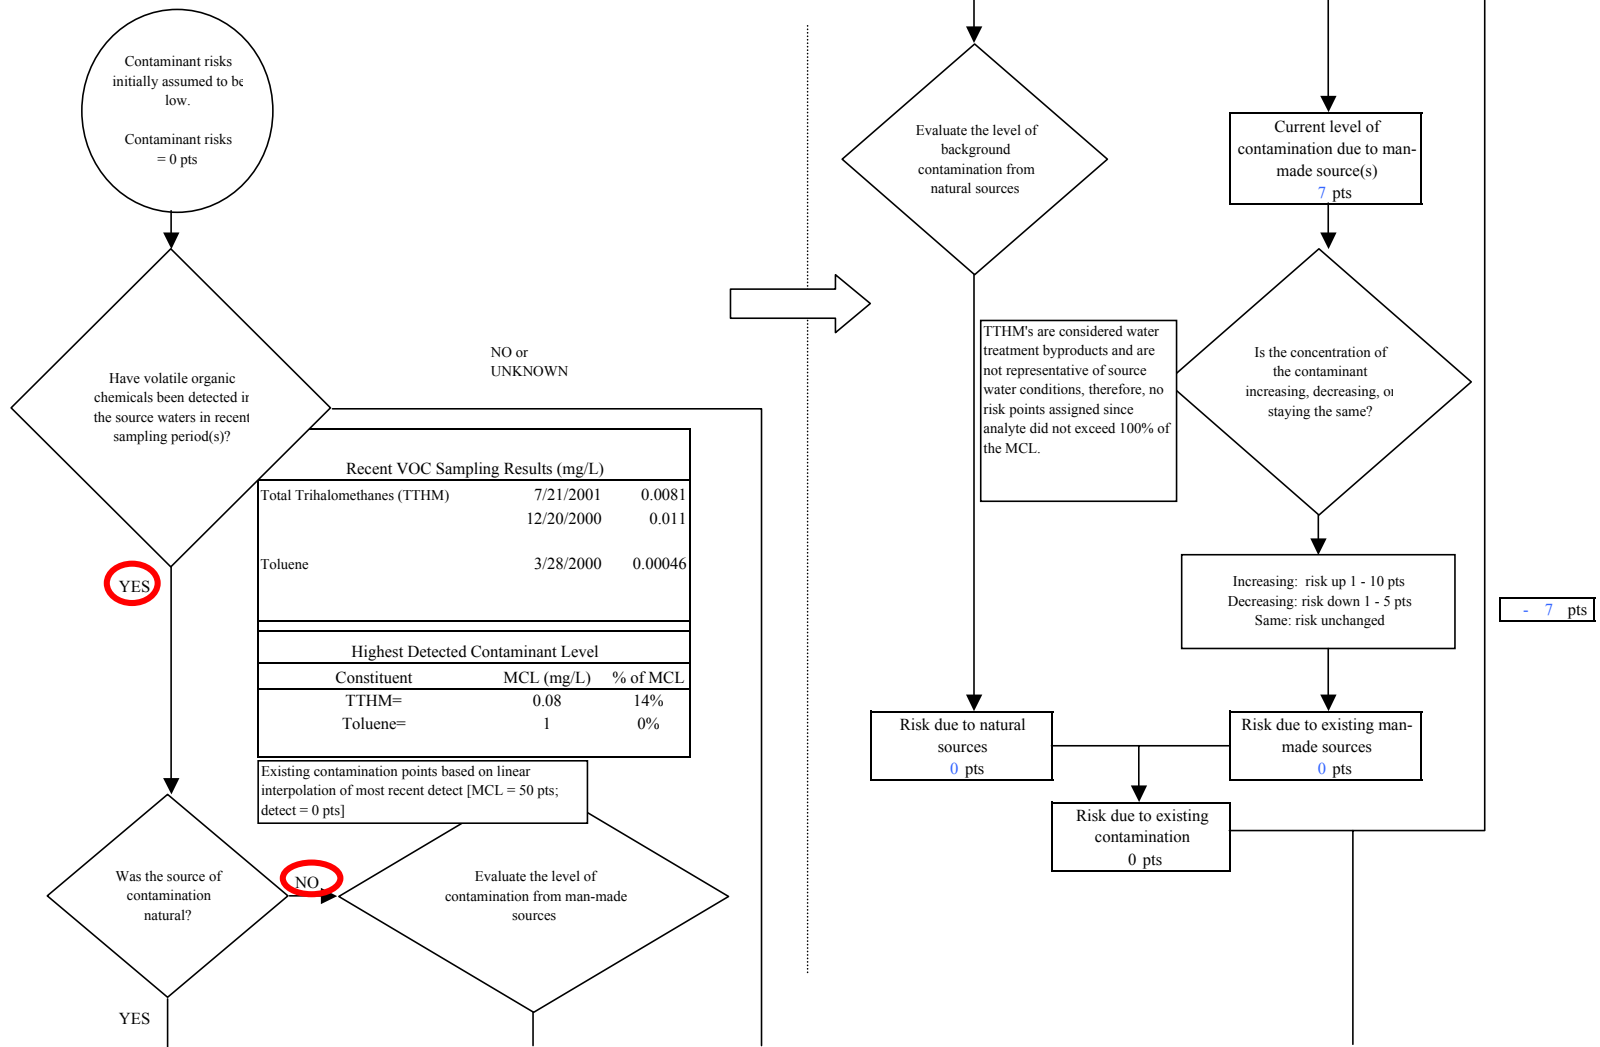 Contaminant risks
initially assumed to be
low.
Contaminant risks
= 0 pts
Have volatile organic
chemicals been detected in
the source waters in recent
sampling period(s)?
NO or
UNKNOWN
YES
Recent VOC Sampling Results (mg/L)
Total Trihalomethanes (TTHM) 7/21/2001 0.0081
12/20/2000 0.011
Toluene 3/28/2000 0.00046
Highest Detected Contaminant Level
Constituent MCL (mg/L) % of MCL
TTHM= 0.08 14%
Toluene= 1 0%
Existing contamination points based on linear
interpolation of most recent detect [MCL = 50 pts;
detect = 0 pts]
Was the source of
contamination
natural?
NO
YES
Evaluate the level of
contamination from man-made
sources
Evaluate the level of
background
contamination from
natural sources
Current level of
contamination due to man-
made source(s)
7 pts
TTHM's are considered water
treatment byproducts and are
not representative of source
water conditions, therefore, no
risk points assigned since
analyte did not exceed 100% of
the MCL.
Is the concentration of
the contaminant
increasing, decreasing, or
staying the same?
Increasing: risk up 1 - 10 pts
Decreasing: risk down 1 - 5 pts
Same: risk unchanged
- 7 pts
Risk due to natural
sources
0 pts
Risk due to existing man-
made sources
0 pts
Risk due to existing
contamination
0 pts